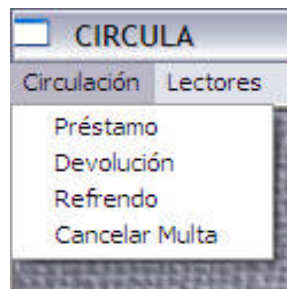 CIRCULA
Circulación Lectores
Préstamo
Devolución
Refrendo
Cancelar Multa